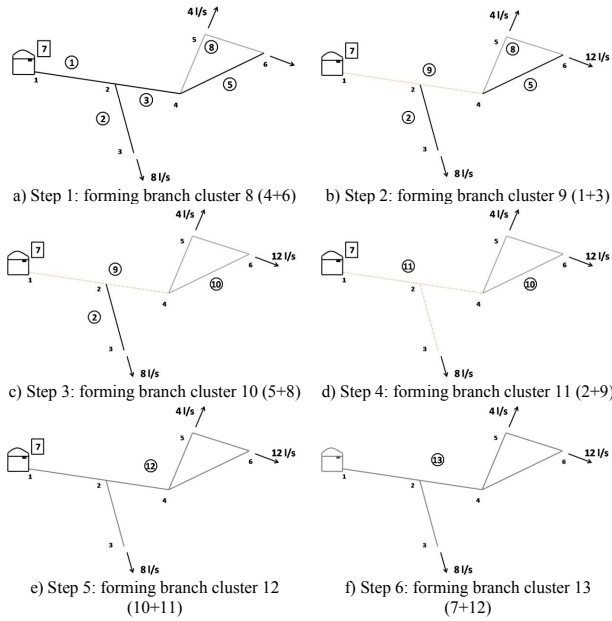 4 l/s
7
1
1
5
8
6
2
3
4
5
2
3
8 l/s
a) Step 1: forming branch cluster 8 (4+6)
4 l/s
7
5
8
6
12 l/s
1
9
2
4
5
2
3
8 l/s
b) Step 2: forming branch cluster 9 (1+3)
4 l/s
7
5
6
12 l/s
1
9
2
4
10
2
3
8 l/s
c) Step 3: forming branch cluster 10 (5+8)
4 l/s
7
5
6
12 l/s
1
11
2
4
10
3
8 l/s
d) Step 4: forming branch cluster 11 (2+9)
4 l/s
7
5
6
12 l/s
1
12
2
4
3
8 l/s
e) Step 5: forming branch cluster 12
(10+11)
4 l/s
5
6
12 l/s
1
13
2
4
3
8 l/s
f) Step 6: forming branch cluster 13
(7+12)